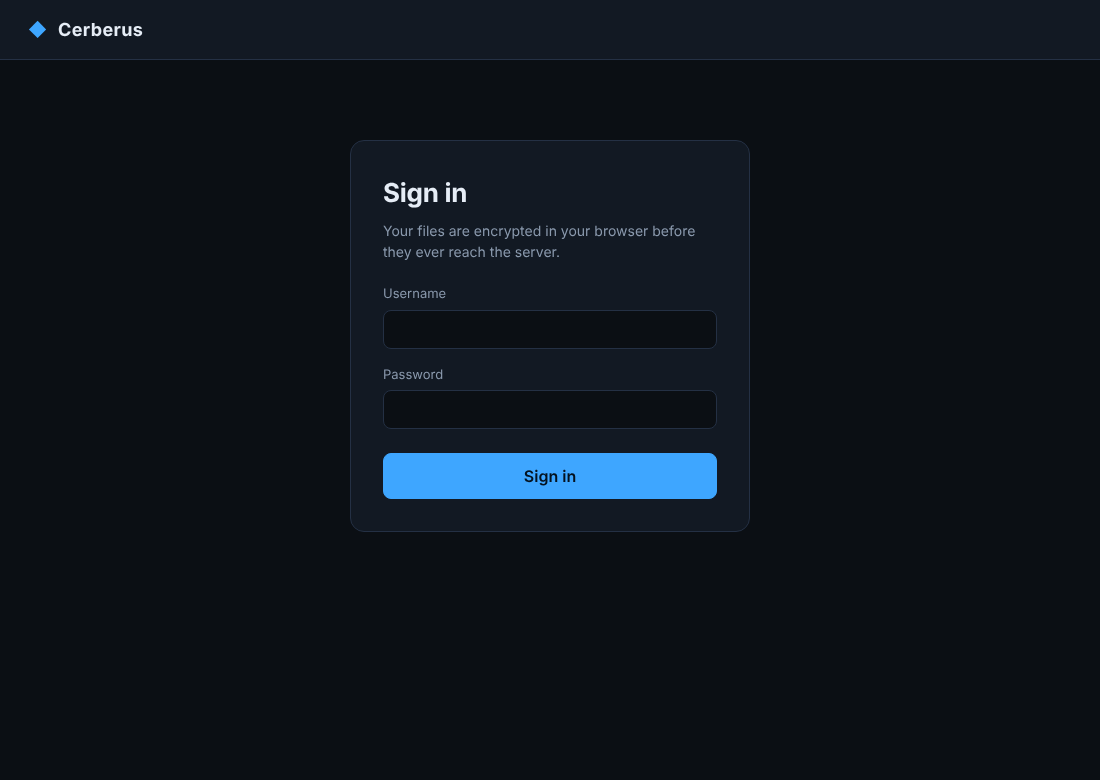 Cerberus
Sign in
Your files are encrypted in your browser before
they ever reach the server.
Username
Password
Sign in